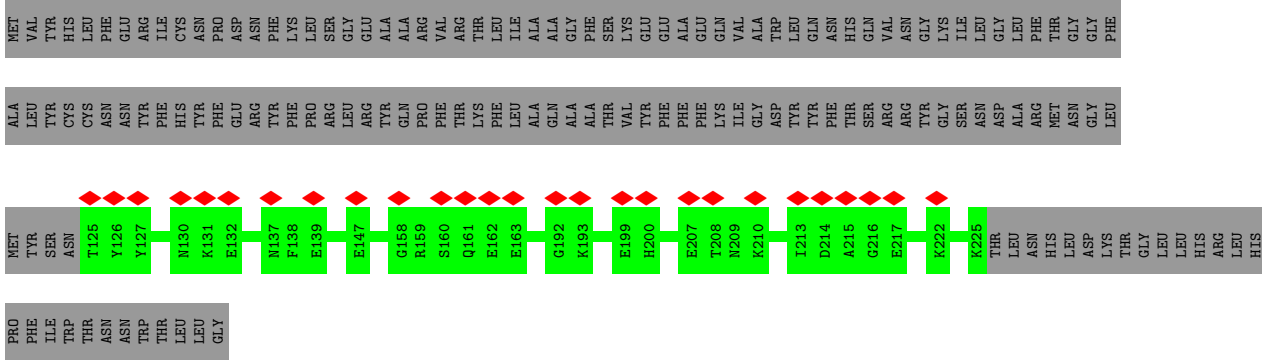 MET VAL TYR HIS LEU PHE GLU ARG ILE CYS ASN PRO ASP ASN PHE LYS LEU SER GLY GLU ALA ALA ARG VAL ARG THR LEU ILE ALA ALA GLY PHE SER LYS GLU GLU ALA GLU GLN VAL ALA TRP LEU GLN ASN HIS GLN VAL ASN GLY LYS ILE LEU GLY LEU PHE THR GLY GLY PHE
ALA LEU TYR CYS CYS ASN ASN TYR PHE HIS TYR PHE GLU ARG TYR PHE PRO ARG LEU ARG TYR GLN PRO PHE THR LYS PHE LEU ALA GLN ALA ALA THR VAL TYR PHE PHE PHE LYS ILE GLY ASP TYR TYR PHE THR SER ARG ARG TYR GLY SER ASN ASP ALA ARG MET ASN GLY LEU
MET TYR SER ASN T125 Y126 Y127 N130 K131 E132 N137 F138 E139 E147 G158 R159 S160 Q161 E162 E163 G192 K193 E199 H200 E207 T208 N209 K210 I213 D214 A215 G216 E217 K222 K225 THR LEU ASN HIS LEU ASP LYS THR GLY LEU LEU HIS ARG LEU HIS
PRO PHE ILE TRP THR ASN ASN TRP THR LEU LEU GLY